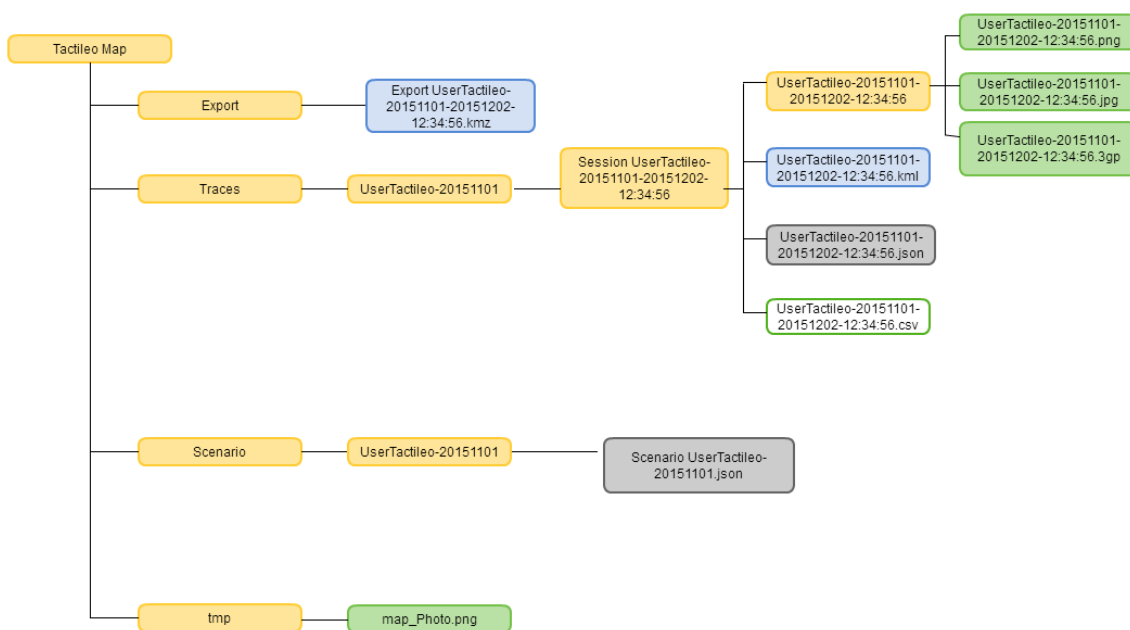 Tactileo Map
Export
Export UserTactileo-
20151101-20151202-
12:34:56.kmz
Traces
UserTactileo-20151101
Session UserTactileo-
20151101-20151202-
12:34:56
UserTactileo-20151101-
20151202-12:34:56
UserTactileo-20151101-
20151202-12:34:56.png
UserTactileo-20151101-
20151202-12:34:56.jpg
UserTactileo-20151101-
20151202-12:34:56.3gp
UserTactileo-20151101-
20151202-12:34:56.kml
UserTactileo-20151101-
20151202-12:34:56.json
UserTactileo-20151101-
20151202-12:34:56.csv
Scenario
UserTactileo-20151101
Scenario UserTactileo-
20151101.json
tmp
map_Photo.png